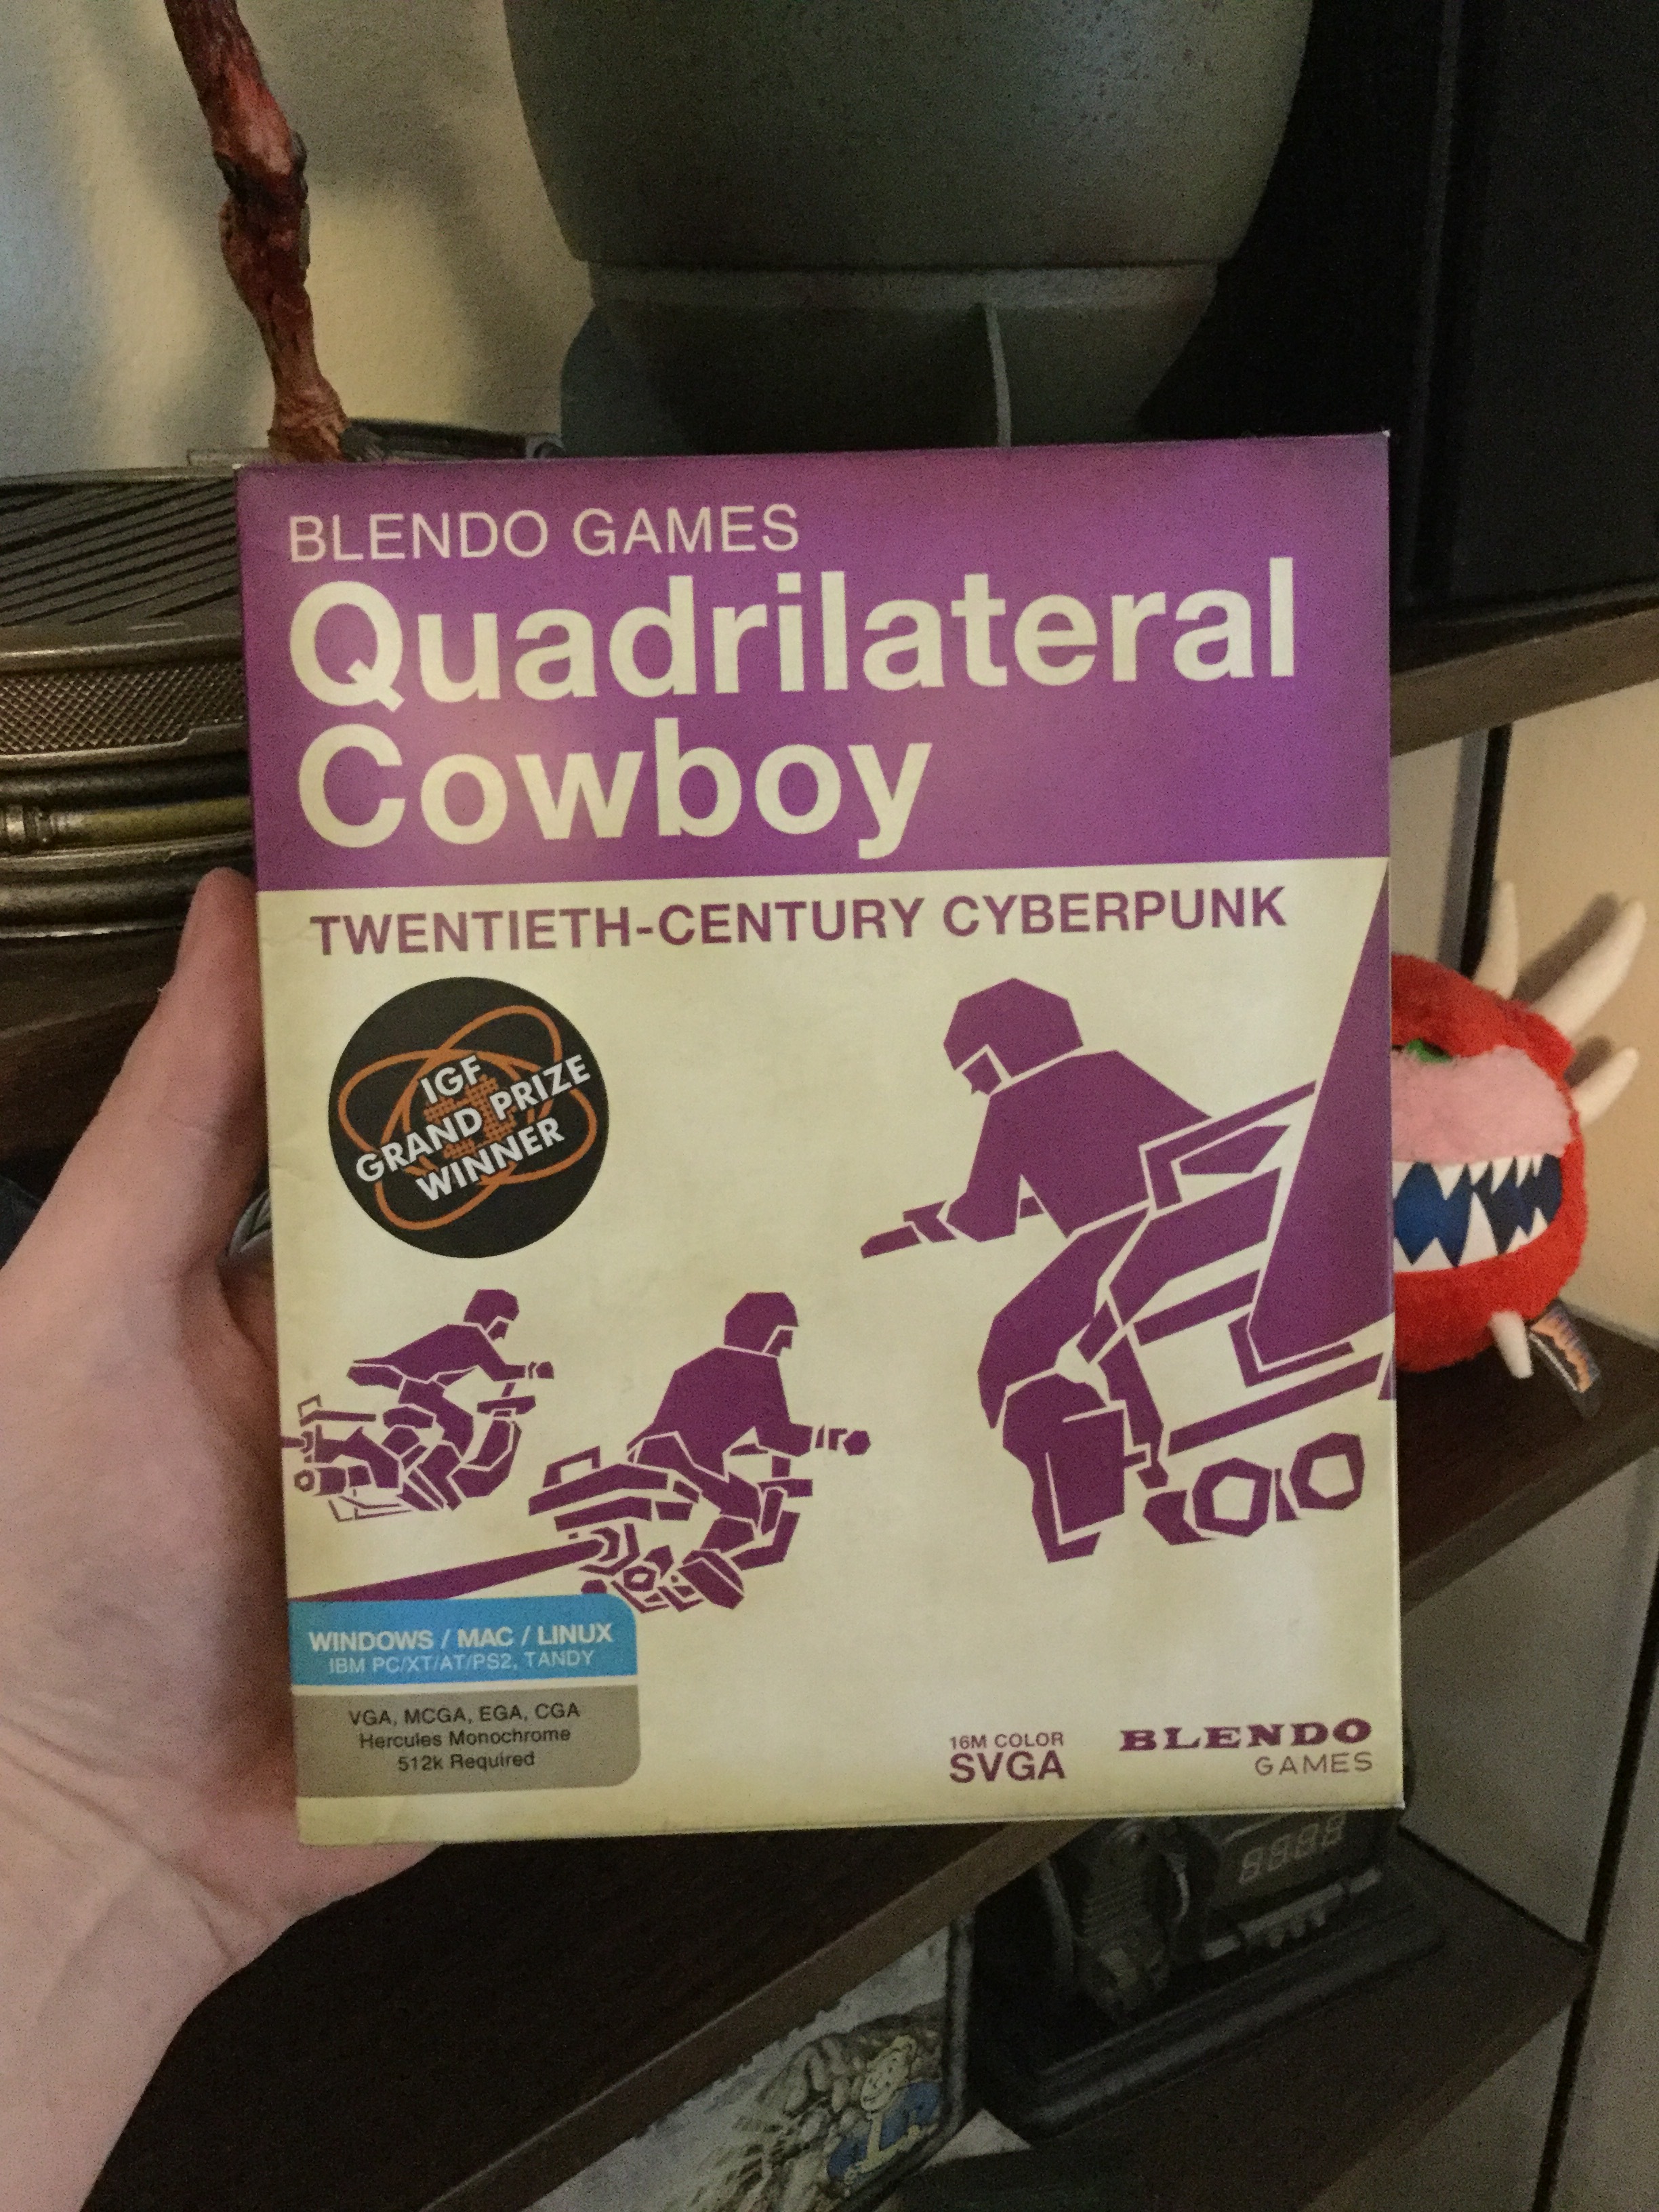 BLENDO GAMES
Quadrilateral
Cowboy
TWENTIETH-CENTURY CYBERPUNK
IGF
GRAND PRIZE
WINNER
WINDOWS / MAC / LINUX
IBM PC/XT/AT/PS2, TANDY
VGA, MCGA, EGA, CGA
Hercules Monochrome
512k Required
16M COLOR
SVGA
BLENDO
GAMES
8888